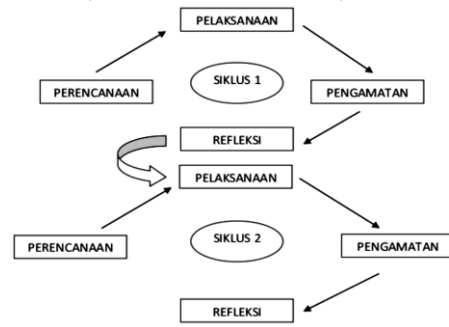 PELAKSANAAN
PERENCANAAN
SIKLUS 1
PENGAMATAN
REFLEKSI
PELAKSANAAN
PERENCANAAN
SIKLUS 2
PENGAMATAN
REFLEKSI